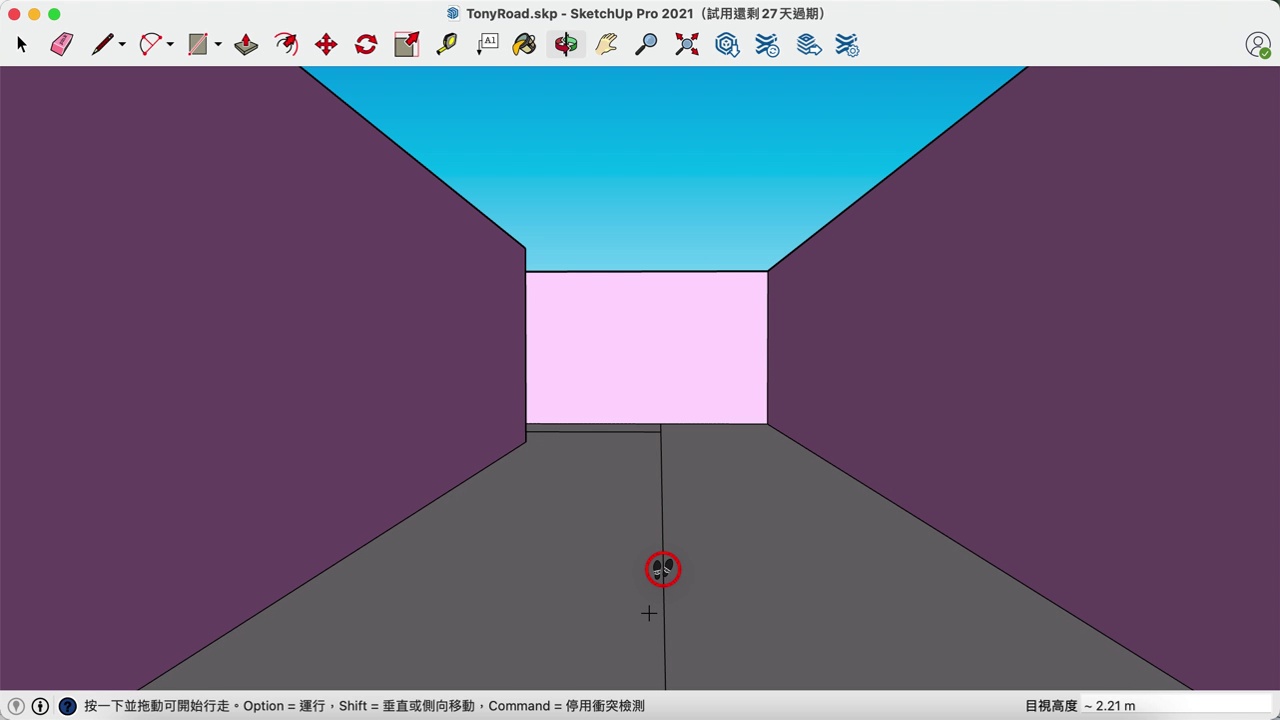 TonyRoad.skp - SketchUp Pro 2021（試用還剩 27 天過期）
A1
按一下並拖動可開始行走。Option = 運行，Shift = 垂直或側向移動，Command = 停用衝突檢測
目視高度 ~ 2.21 m